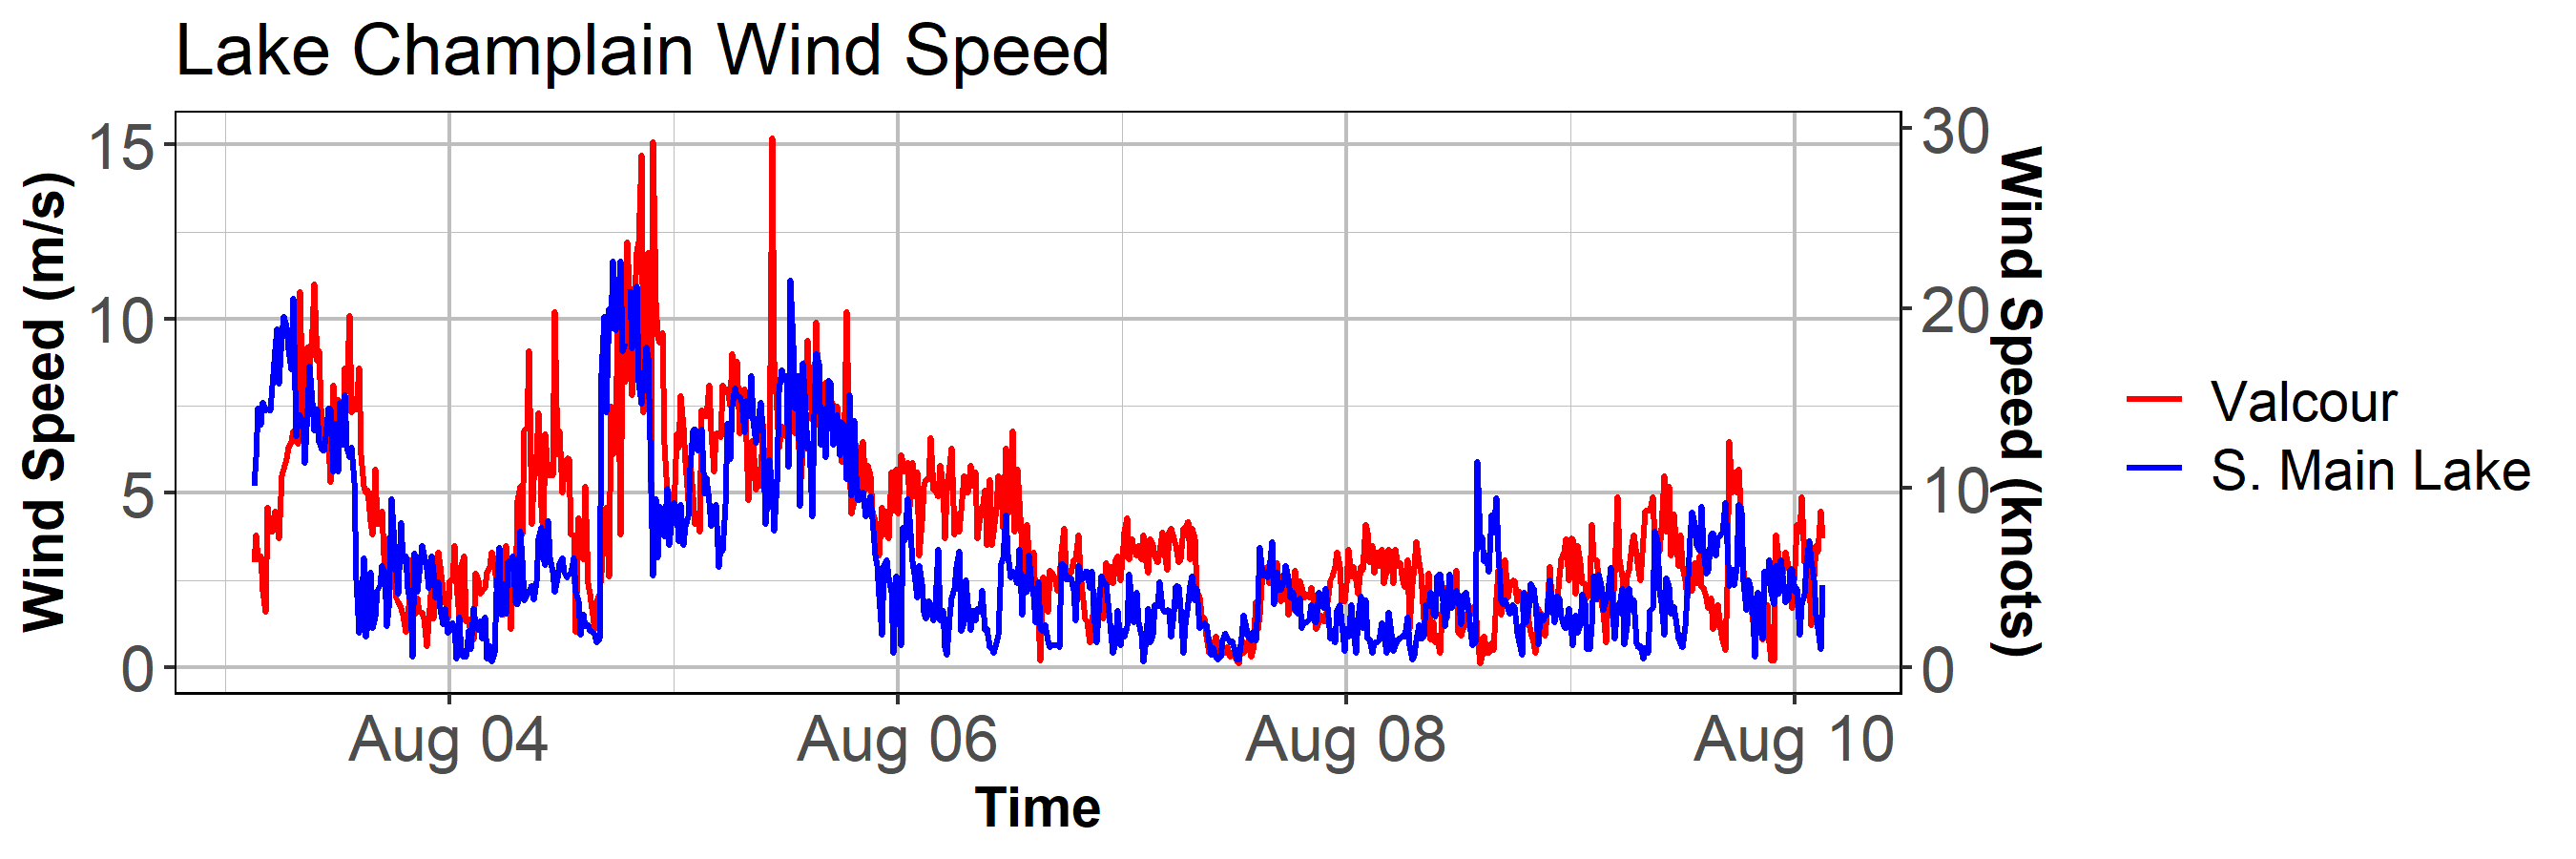 Lake Champlain Wind Speed
Wind Speed (m/s)
15
10
5
0
30
20
10
0
Wind Speed (knots)
Aug 04
Aug 06
Aug 08
Aug 10
Time
Valcour
S. Main Lake